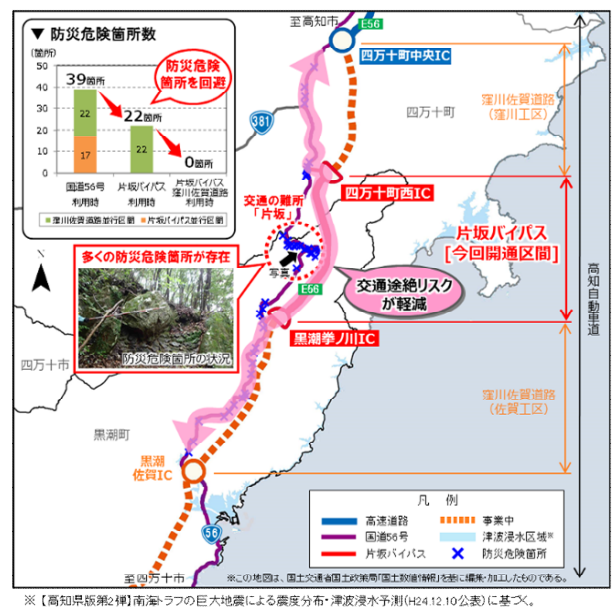 ▼ 防災危険箇所数
(箇所)
50
40
30
20
10
0
39箇所
22
17
22箇所
22
0箇所
防災危険
箇所を回避
国道56号
利用時
片坂バイパス
利用時
片坂バイパス
窪川佐賀道路
利用時
窪川佐賀道路並行区間
片坂バイパス並行区間
至高知市
E56
四万十町中央IC
四万十町
381
窪川佐賀道路
(窪川工区)
四万十町西IC
交通の難所
「片坂」
写真
片坂バイパス
[今回開通区間]
多くの防災危険箇所が存在
防災危険箇所の状況
E56
交通途絶リスク
が軽減
高知自動車道
黒潮拳ノ川IC
四万十市
窪川佐賀道路
(佐賀工区)
黒潮町
黒潮
佐賀IC
56
至四万十市
凡 例
高速道路
事業中
国道56号
津波浸水区域※
片坂バイパス
防災危険箇所
※この地図は、国土交通省国土政策局「国土数値情報」を基に編集・加工したものである。
※ 【高知県版第2弾】南海トラフの巨大地震による震度分布・津波浸水予測(H24.12.10公表)に基づく。